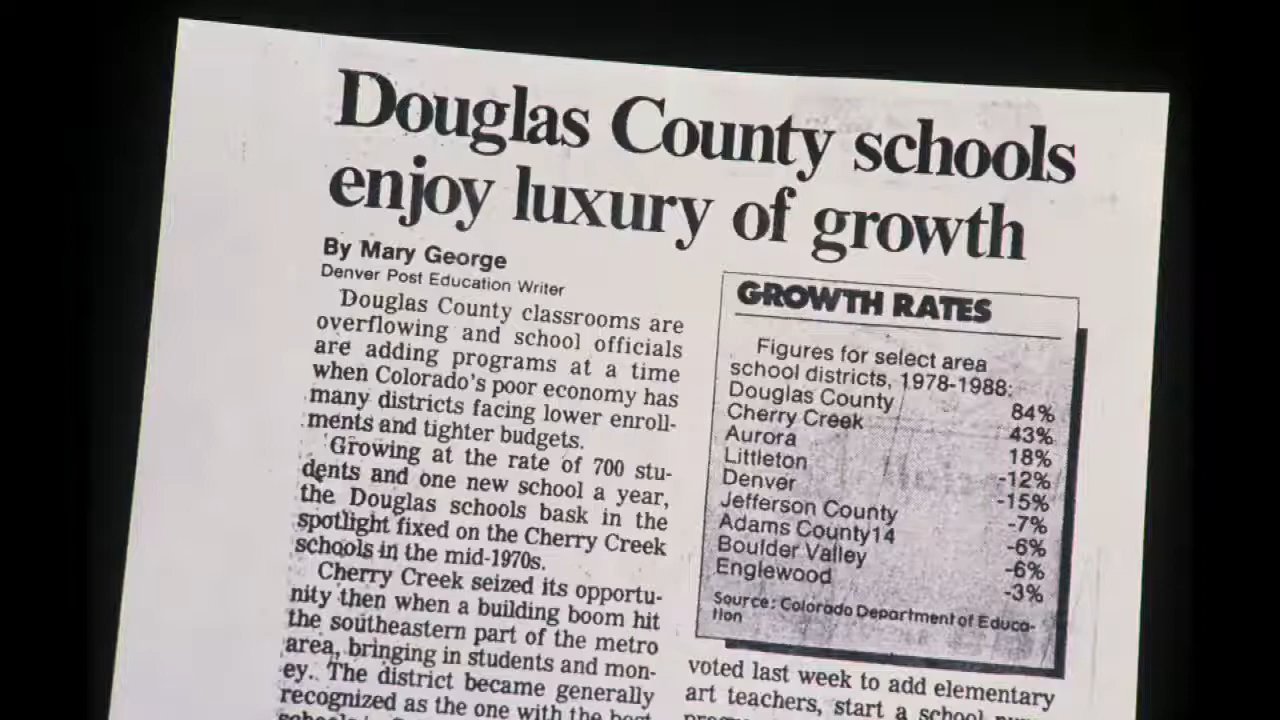 Douglas County schools
enjoy luxury of growth
By Mary George
Denver Post Education Writer
Douglas County classrooms are
overflowing and school officials
are adding programs at a time
when Colorado's poor economy has
many districts facing lower enroll-
ments and tighter budgets.
Growing at the rate of 700 stu-
dents and one new school a year,
the Douglas schools bask in the
spotlight fixed on the Cherry Creek
schools in the mid-1970s.
Cherry Creek seized its opportu-
nity then when a building boom hit
the southeastern part of the metro
area, bringing in students and mon-
ey. The district became generally
recognized as the one with the best
GROWTH RATES
Figures for select area
school districts, 1978-1988:
Douglas County 84%
Cherry Creek 43%
Aurora 18%
Littleton -12%
Denver -15%
Jefferson County -7%
Adams County14 -6%
Boulder Valley -6%
Englewood -3%
Source: Colorado Department of Educa-
tion
voted last week to add elementary
art teachers, start a school